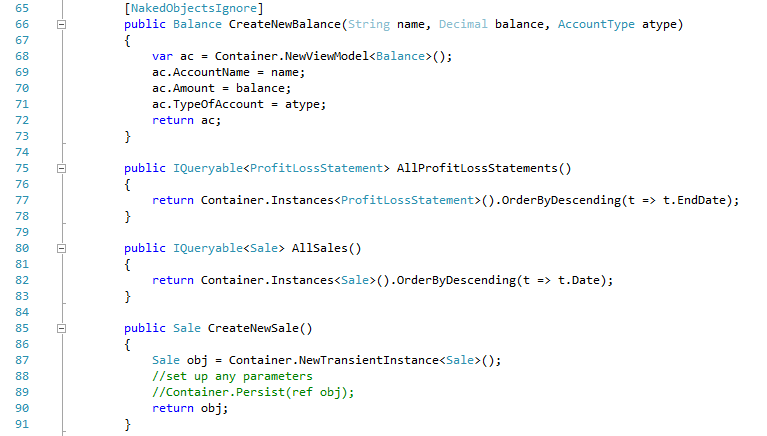 65 [NakedObjectsIgnore]
66 public Balance CreateNewBalance(String name, Decimal balance, AccountType atype)
67 {
68 var ac = Container.NewViewModel<Balance>();
69 ac.AccountName = name;
70 ac.Amount = balance;
71 ac.TypeOfAccount = atype;
72 return ac;
73 }
74
75 public IQueryable<ProfitLossStatement> AllProfitLossStatements()
76 {
77 return Container.Instances<ProfitLossStatement>().OrderByDescending(t => t.EndDate);
78 }
79
80 public IQueryable<Sale> AllSales()
81 {
82 return Container.Instances<Sale>().OrderByDescending(t => t.Date);
83 }
84
85 public Sale CreateNewSale()
86 {
87 Sale obj = Container.NewTransientInstance<Sale>();
88 //set up any parameters
89 //Container.Persist(ref obj);
90 return obj;
91 }